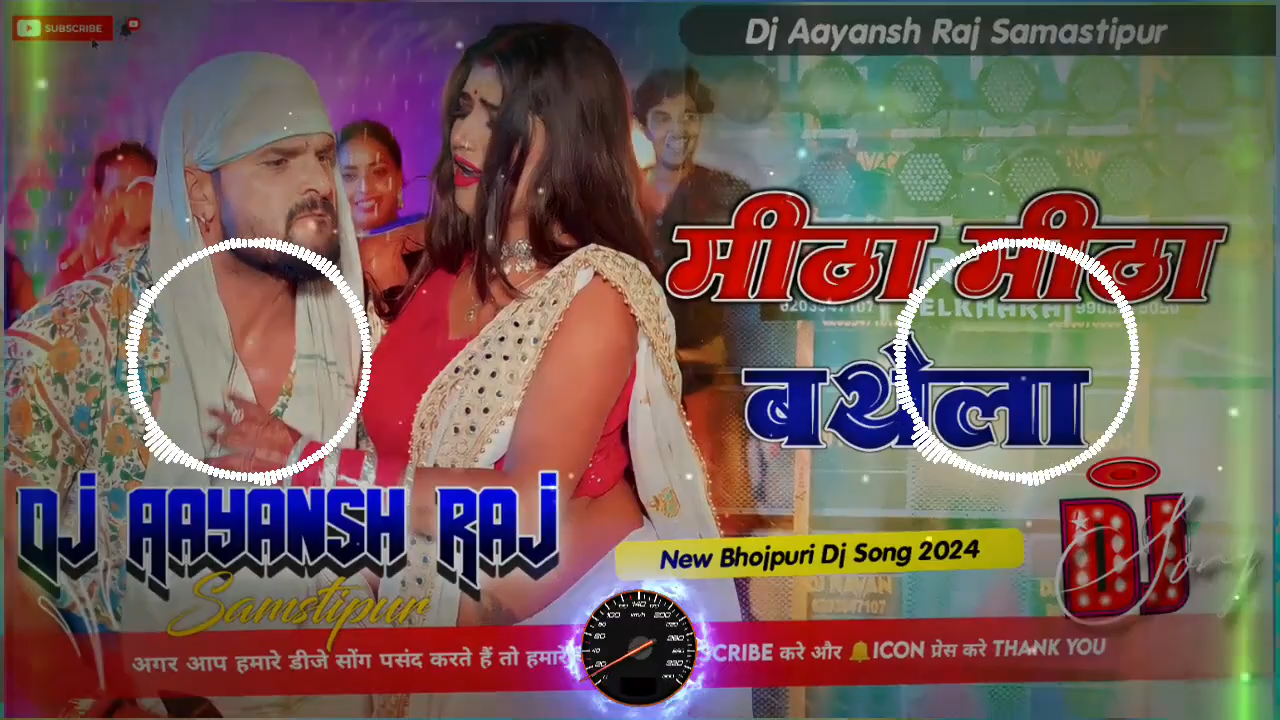 SUBSCRIBE
Dj Aayansh Raj Samastipur
मीठा मीठा
बथेला
DJ AAYANSH RAJ
Samstipur
New Bhojpuri Dj Song 2024
DJ
Song
अगर आप हमारे डीजे सोंग पसंद करते हैं तो हमारे SCRIBE करे और 🔔ICON प्रेस करे THANK YOU